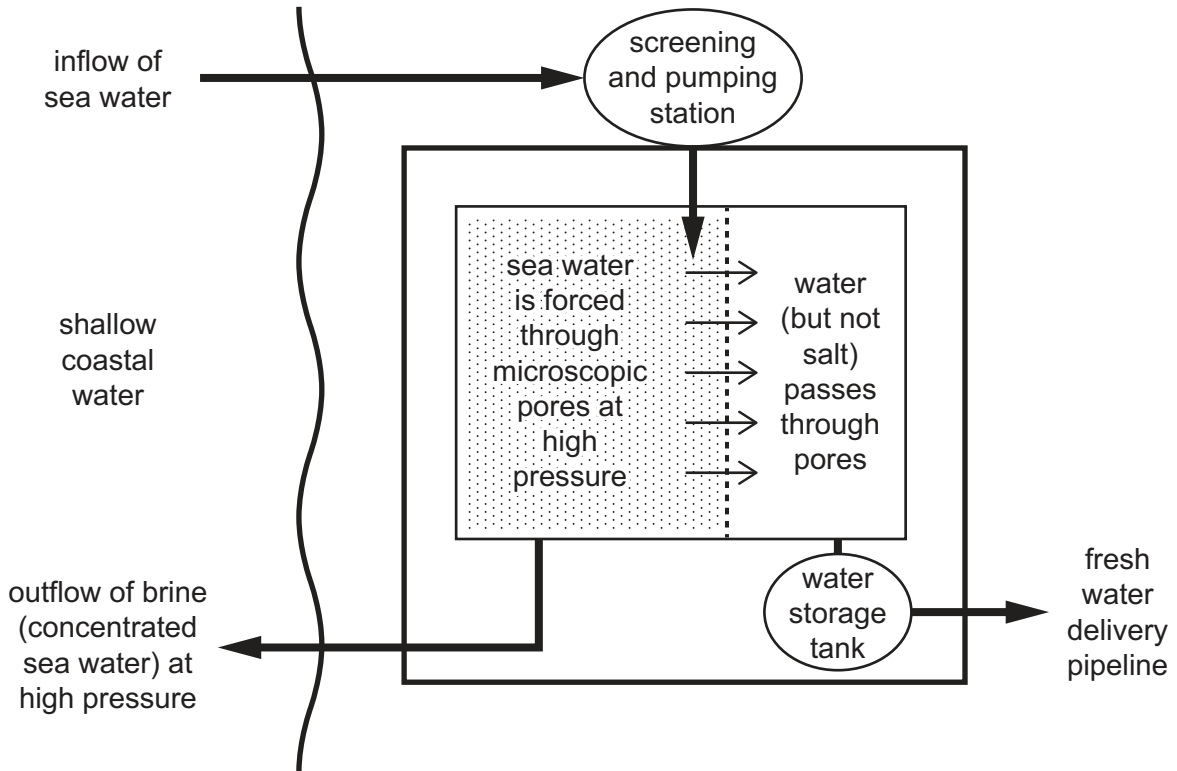 inflow of
sea water
screening
and pumping
station
shallow
coastal
water
sea water
is forced
through
microscopic
pores at
high
pressure
water
(but not
salt)
passes
through
pores
outflow of brine
(concentrated
sea water) at
high pressure
water
storage
tank
fresh
water
delivery
pipeline